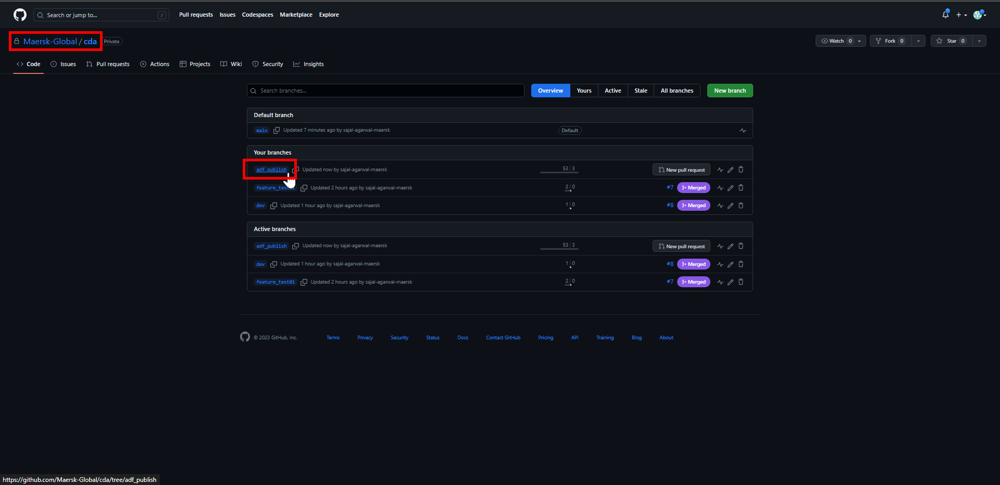 Search or jump to... / Pull requests Issues Codespaces Marketplace Explore
Maersk-Global / cda Private Watch 0 Fork 0 Star 0
Code Issues Pull requests Actions Projects Wiki Security Insights
Search branches... Overview Yours Active Stale All branches New branch
Default branch
main Updated 7 minutes ago by sajal-agarwal-maersk Default
Your branches
adf_publish Updated now by sajal-agarwal-maersk 53 3 New pull request
Updated 2 hours ago by sajal-agarwal-maersk 2 0 #7 Merged
dev Updated 1 hour ago by sajal-agarwal-maersk 1 0 #8 Merged
Active branches
adf_publish Updated now by sajal-agarwal-maersk 53 3 New pull request
dev Updated 1 hour ago by sajal-agarwal-maersk 1 0 #8 Merged
feature_test01 Updated 2 hours ago by sajal-agarwal-maersk 2 0 #7 Merged
© 2023 GitHub, Inc. Terms Privacy Security Status Docs Contact GitHub Pricing API Training Blog About
https://github.com/Maersk-Global/cda/tree/adf_publish